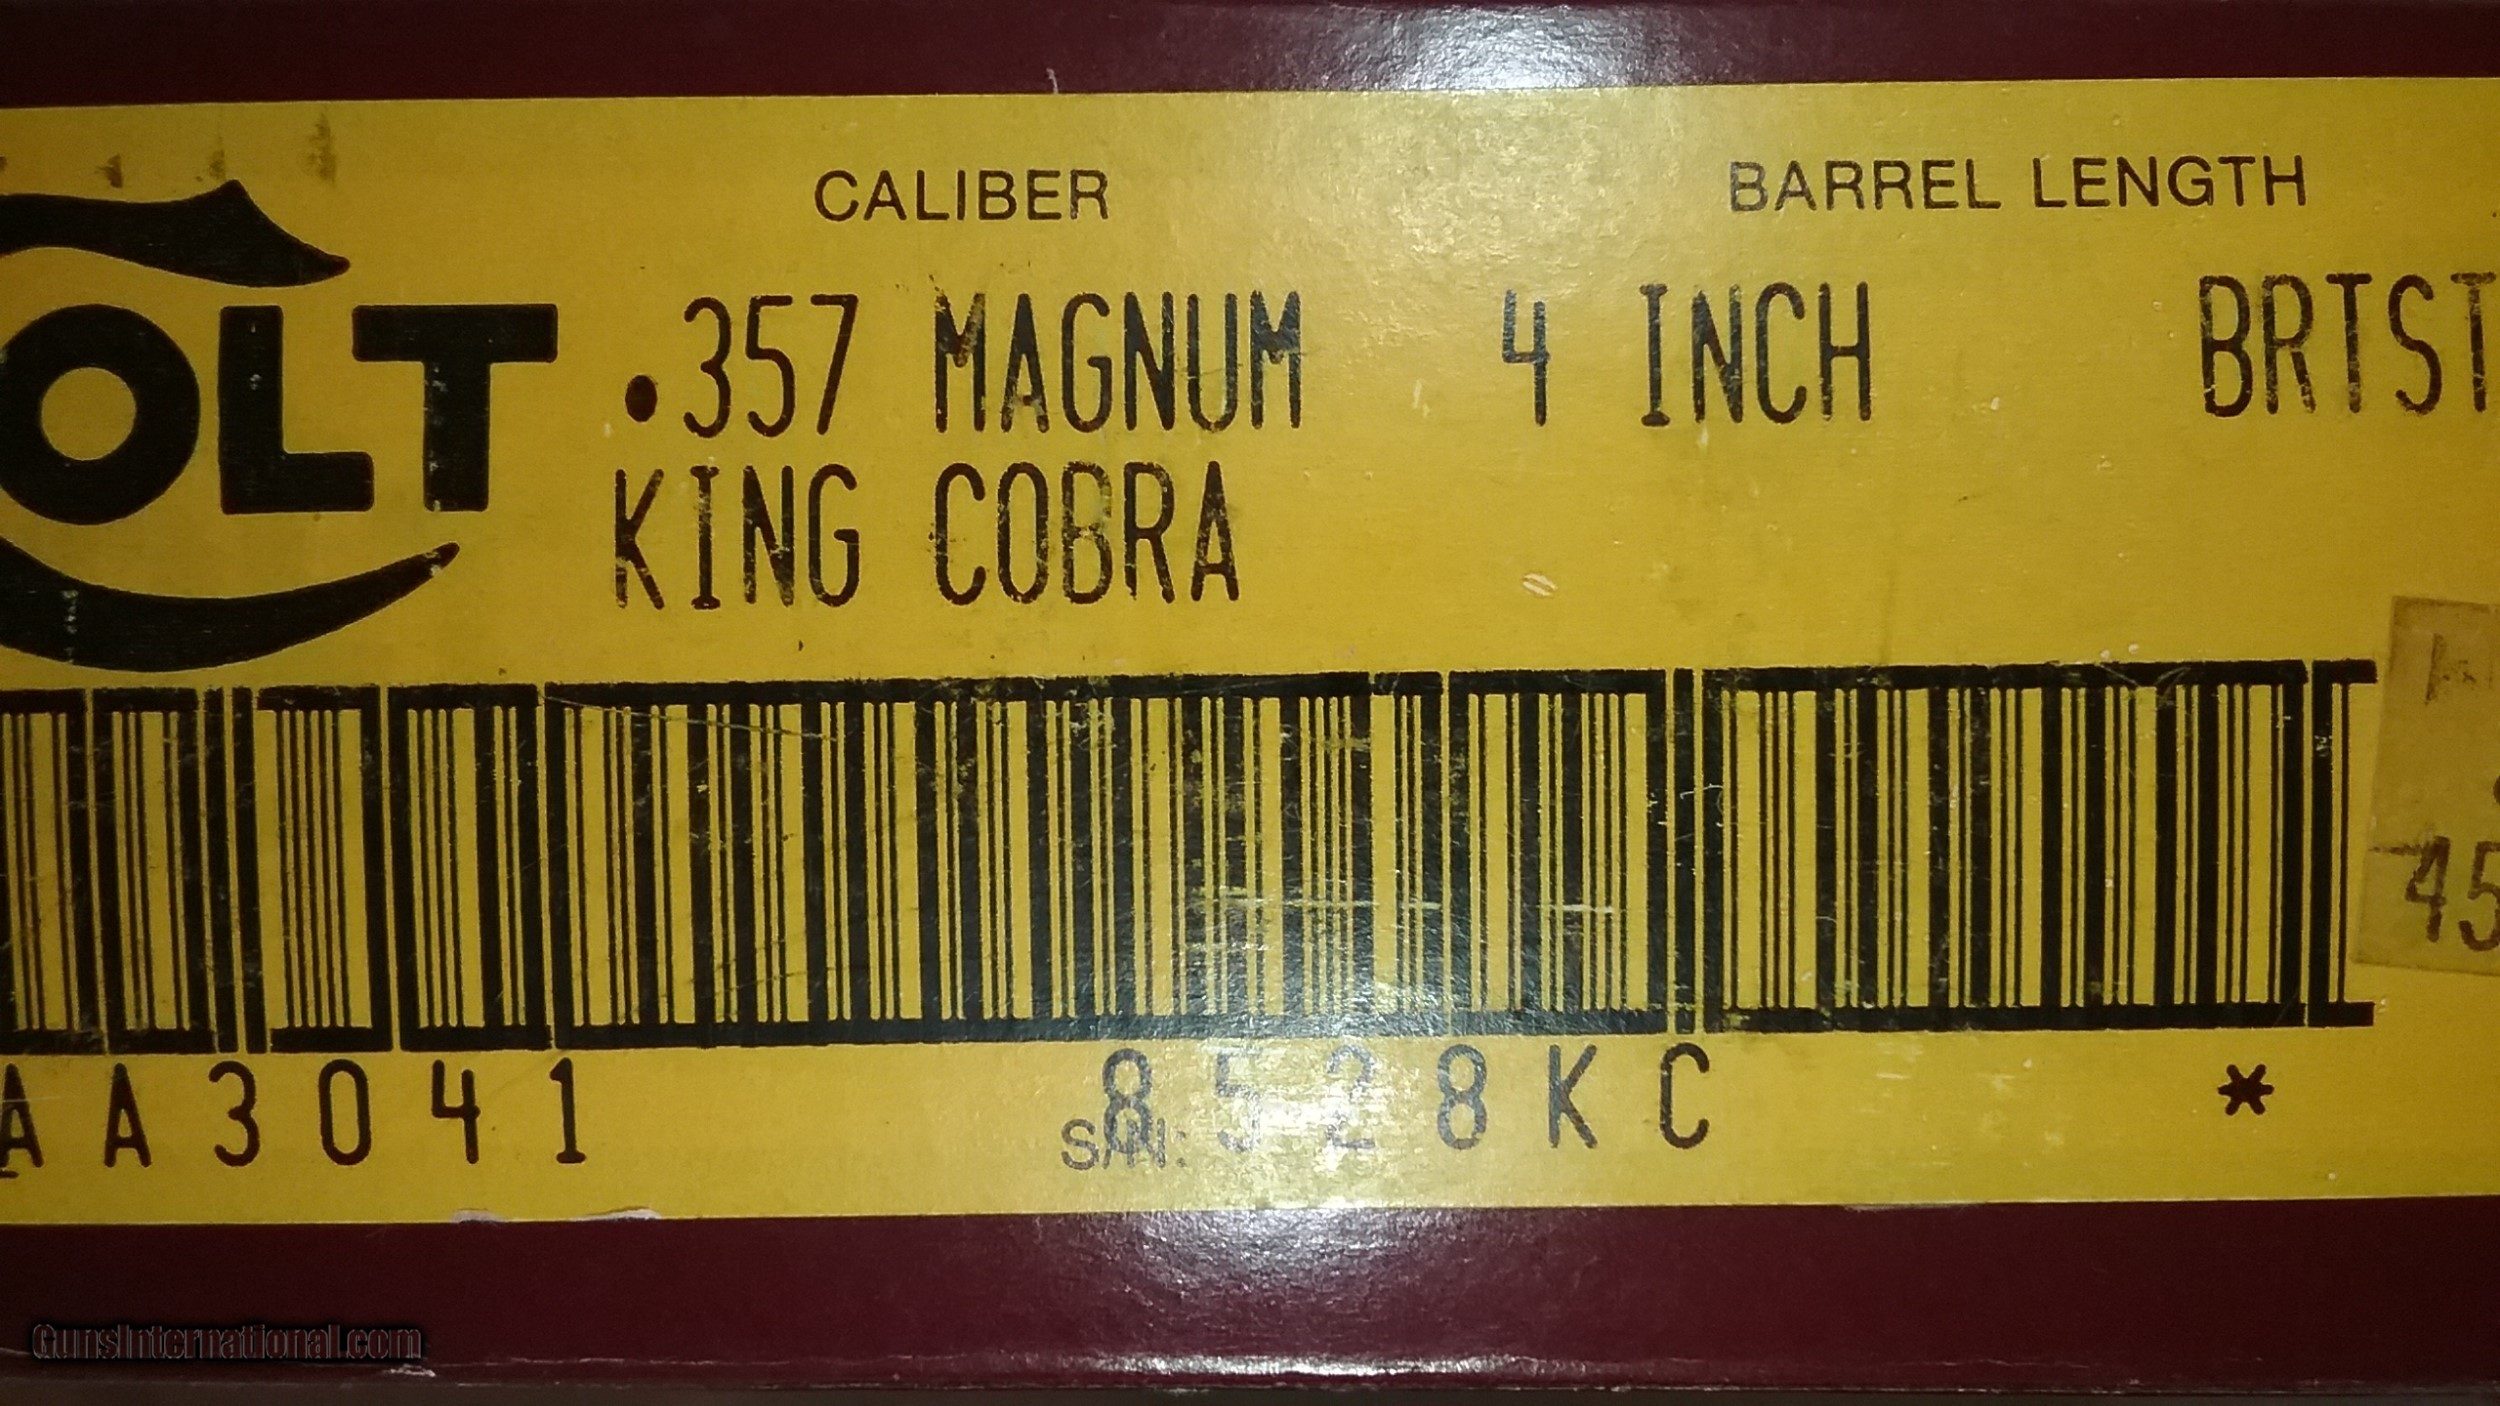 CALIBER BARREL LENGTH
OLT
.357 MAGNUM 4 INCH BRTST
KING COBRA
45
AA3041 8528KC *
S/N:
GunsInternational.com